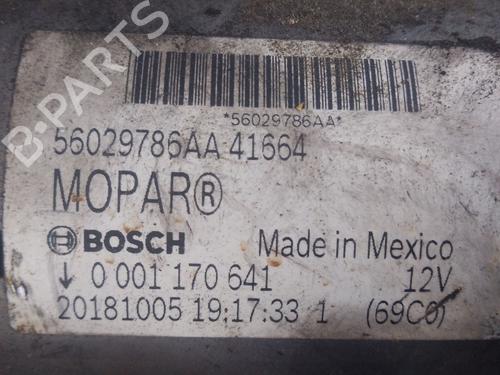 B-PARTS
*56029786AA*
56029786AA 41664
MOPAR®
BOSCH Made in Mexico
↓ 0 001 170 641 12V
20181005 19:17:33 1 (69C0)